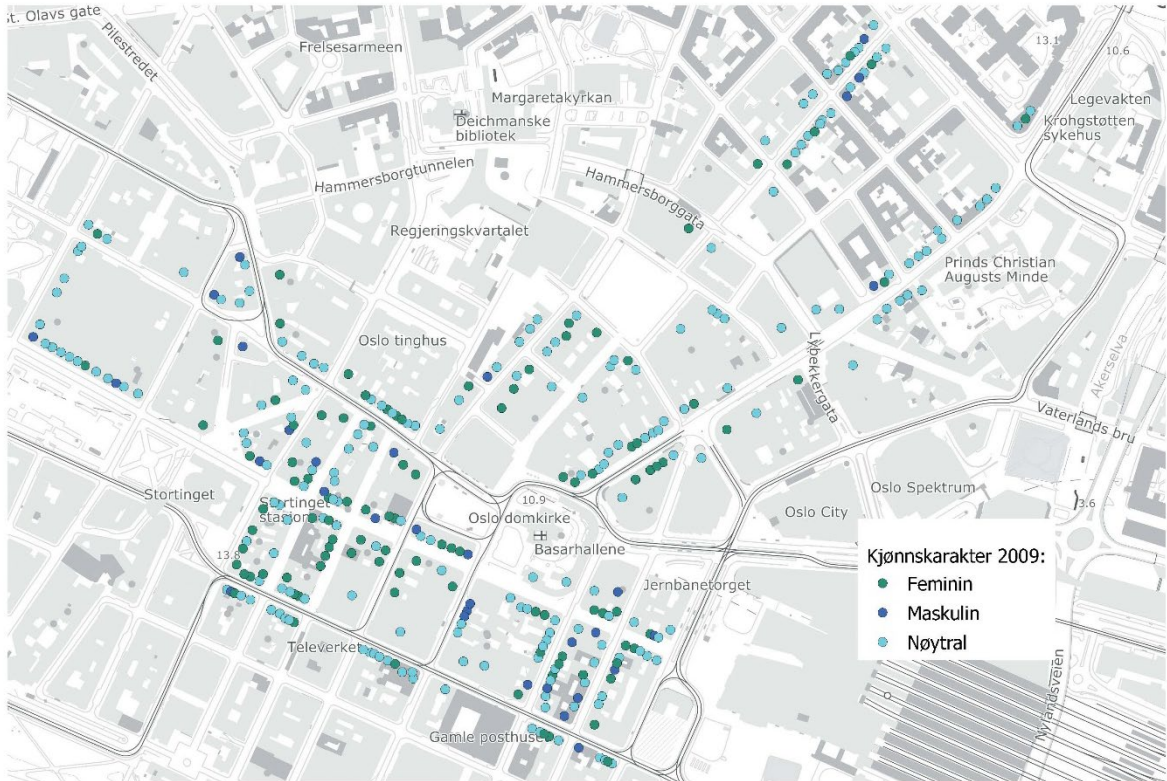 St. Olavs gate
Pilestredet
Frelsesarmeen
13.1
10.6
Margaretakyrkan
Deichmanske
bibliotek
Legevakten
Krohgstøtten
sykehus
Hammersborgtunnelen
Hammersborggata
Regjeringskvartalet
Prinds Christian
Augusts Minde
Oslo tinghus
Lybekkergata
Akerselva
Vaterlands bru
Stortinget
Stortinget
stasjon
10.9
Oslo domkirke
Basarhallene
Oslo Spektrum
3.6
Oslo City
13.8
Jernbanetorget
Kjønnskarakter 2009:
Feminin
Maskulin
Nøytral
Televerket
Gamle posthuset
Nylandsveien